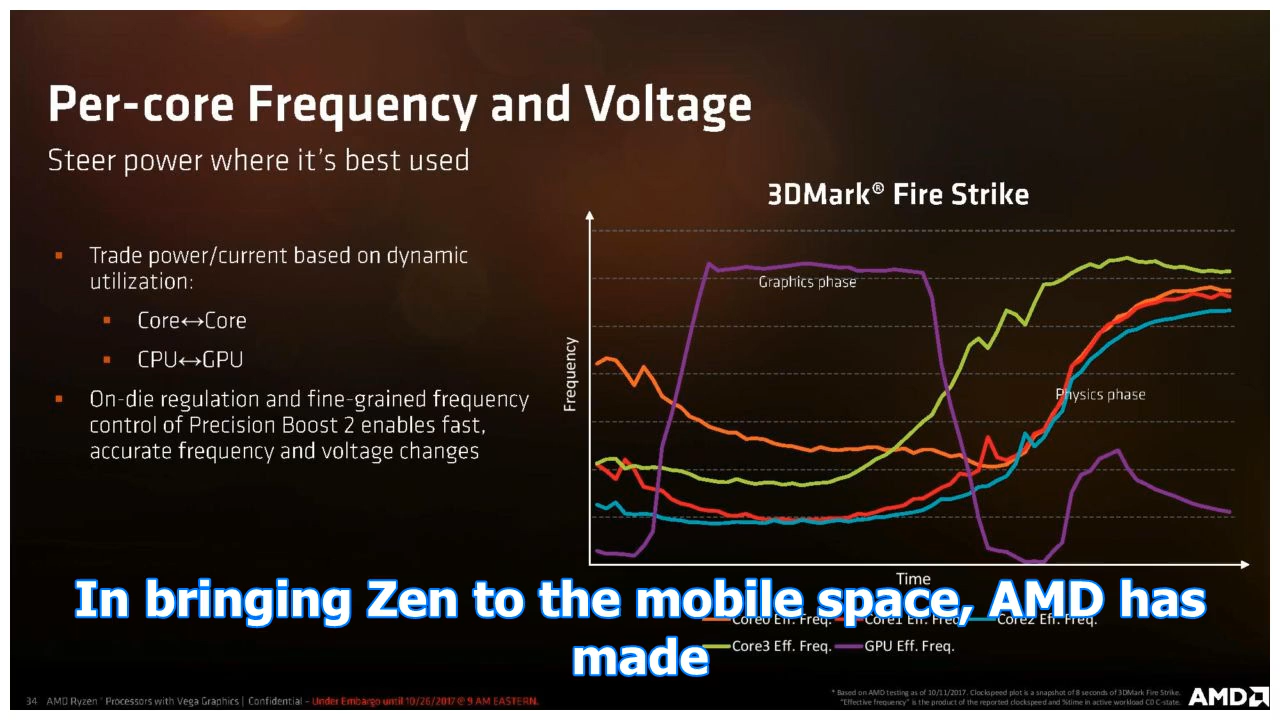 Per-core Frequency and Voltage
Steer power where it's best used
Trade power/current based on dynamic
utilization:
Core↔Core
CPU↔GPU
On-die regulation and fine-grained frequency
control of Precision Boost 2 enables fast,
accurate frequency and voltage changes
3DMark® Fire Strike
Graphics phase
Frequency
Physics phase
Time
Core0 Eff. Freq. Core1 Eff. Freq. Core2 Eff. Freq.
Core3 Eff. Freq. GPU Eff. Freq.
In bringing Zen to the mobile space, AMD has
made
34 AMD Ryzen™ Processors with Vega Graphics | Confidential – Under Embargo until 10/26/2017 @ 9 AM EASTERN.
* Based on AMD testing as of 10/11/2017. Clockspeed plot is a snapshot of 8 seconds of 3DMark Fire Strike.
"Effective frequency" is the product of the reported clockspeed and %time in active workload C0 C-state.
AMD